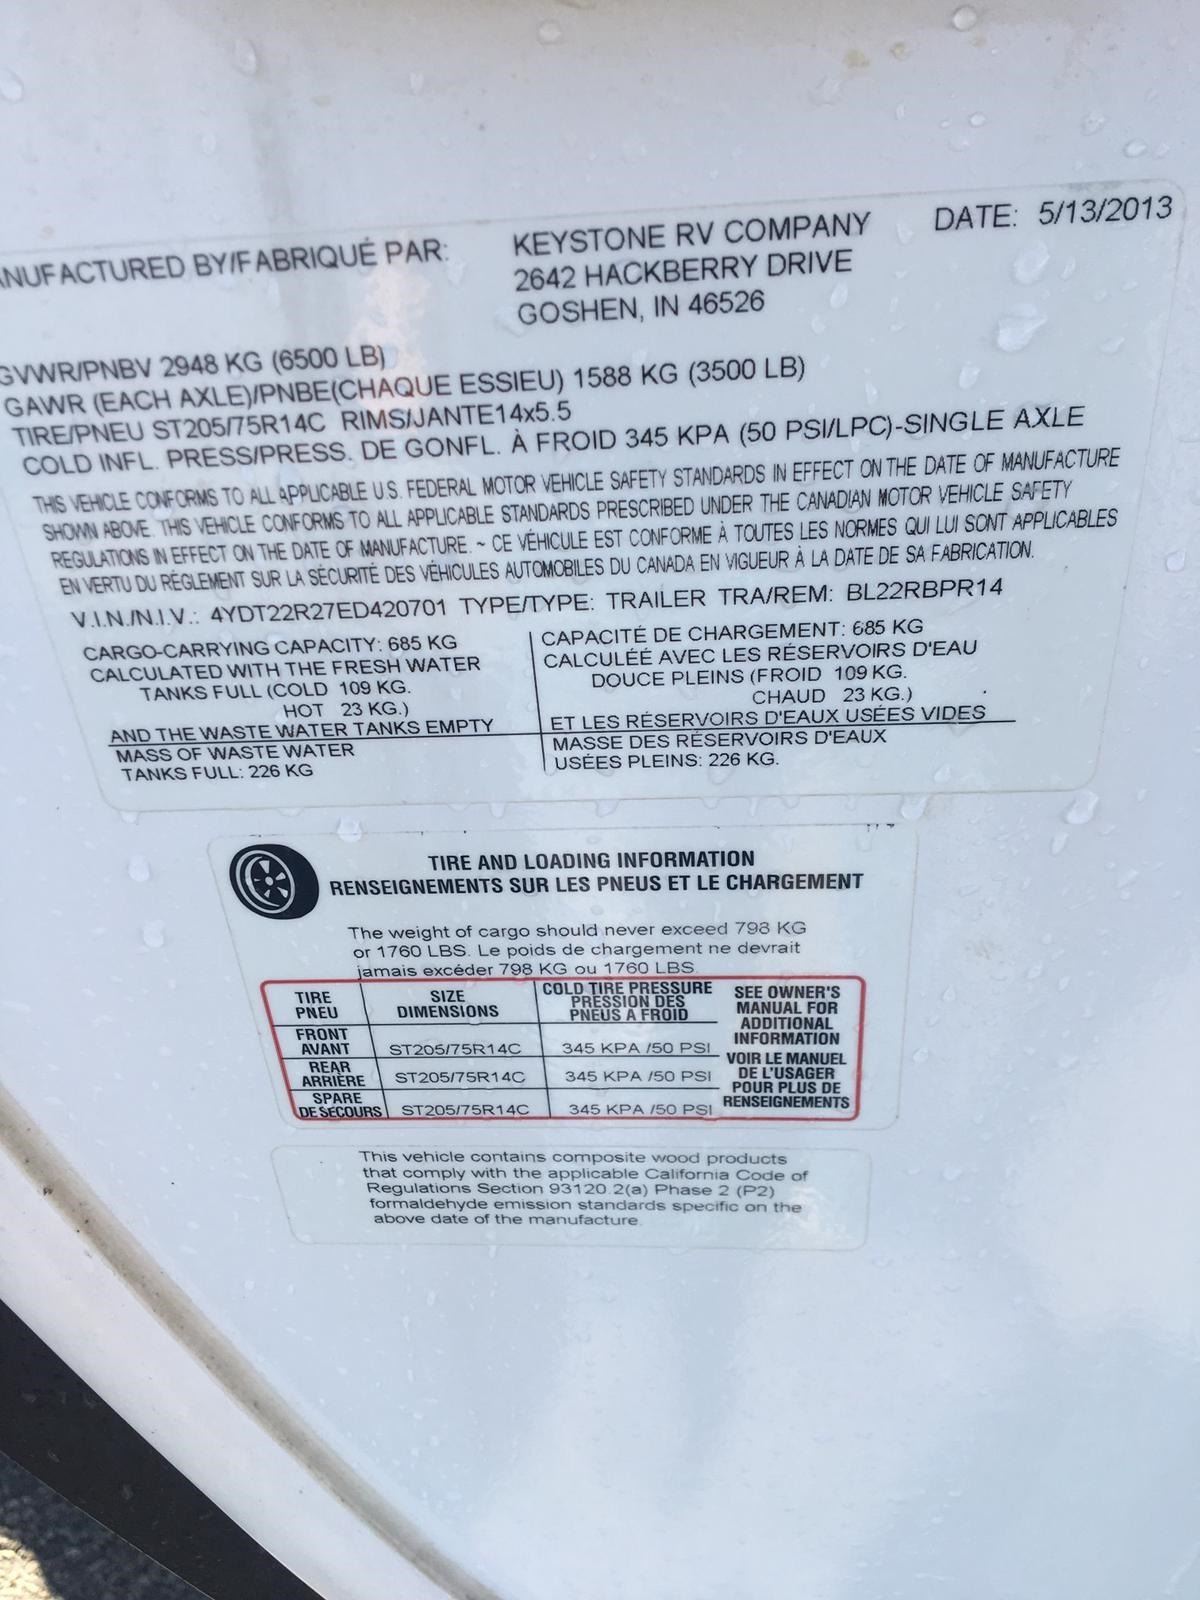 ANUFACTURED BY/FABRIQUÉ PAR: KEYSTONE RV COMPANY DATE: 5/13/2013
2642 HACKBERRY DRIVE
GOSHEN, IN 46526
GVWR/PNBV 2948 KG (6500 LB)
GAWR (EACH AXLE)/PNBE(CHAQUE ESSIEU) 1588 KG (3500 LB)
TIRE/PNEU ST205/75R14C RIMS/JANTE14x5.5
COLD INFL. PRESS/PRESS. DE GONFL. À FROID 345 KPA (50 PSI/LPC)-SINGLE AXLE
THIS VEHICLE CONFORMS TO ALL APPLICABLE U.S. FEDERAL MOTOR VEHICLE SAFETY STANDARDS IN EFFECT ON THE DATE OF MANUFACTURE
SHOWN ABOVE. THIS VEHICLE CONFORMS TO ALL APPLICABLE STANDARDS PRESCRIBED UNDER THE CANADIAN MOTOR VEHICLE SAFETY
REGULATIONS IN EFFECT ON THE DATE OF MANUFACTURE. ~ CE VÉHICULE EST CONFORME À TOUTES LES NORMES QUI LUI SONT APPLICABLES
EN VERTU DU RÈGLEMENT SUR LA SÉCURITÉ DES VÉHICULES AUTOMOBILES DU CANADA EN VIGUEUR À LA DATE DE SA FABRICATION.
V.I.N./N.I.V.: 4YDT22R27ED420701 TYPE/TYPE: TRAILER TRA/REM: BL22RBPR14
CARGO-CARRYING CAPACITY: 685 KG
CALCULATED WITH THE FRESH WATER
TANKS FULL (COLD 109 KG.
HOT 23 KG.)
AND THE WASTE WATER TANKS EMPTY
MASS OF WASTE WATER
TANKS FULL: 226 KG
CAPACITÉ DE CHARGEMENT: 685 KG
CALCULÉE AVEC LES RÉSERVOIRS D'EAU
DOUCE PLEINS (FROID 109 KG.
CHAUD 23 KG.)
ET LES RÉSERVOIRS D'EAUX USÉES VIDES
MASSE DES RÉSERVOIRS D'EAUX
USÉES PLEINS: 226 KG.
TIRE AND LOADING INFORMATION
RENSEIGNEMENTS SUR LES PNEUS ET LE CHARGEMENT
The weight of cargo should never exceed 798 KG
or 1760 LBS. Le poids de chargement ne devrait
jamais excéder 798 KG ou 1760 LBS.
TIRE
PNEU
SIZE
DIMENSIONS
COLD TIRE PRESSURE
PRESSION DES
PNEUS A FROID
FRONT
AVANT
ST205/75R14C 345 KPA /50 PSI
REAR
ARRIÈRE
ST205/75R14C 345 KPA /50 PSI
SPARE
DE SECOURS
ST205/75R14C 345 KPA /50 PSI
SEE OWNER'S
MANUAL FOR
ADDITIONAL
INFORMATION
VOIR LE MANUEL
DE L'USAGER
POUR PLUS DE
RENSEIGNEMENTS
This vehicle contains composite wood products
that comply with the applicable California Code of
Regulations Section 93120.2(a) Phase 2 (P2)
formaldehyde emission standards specific on the
above date of the manufacture.